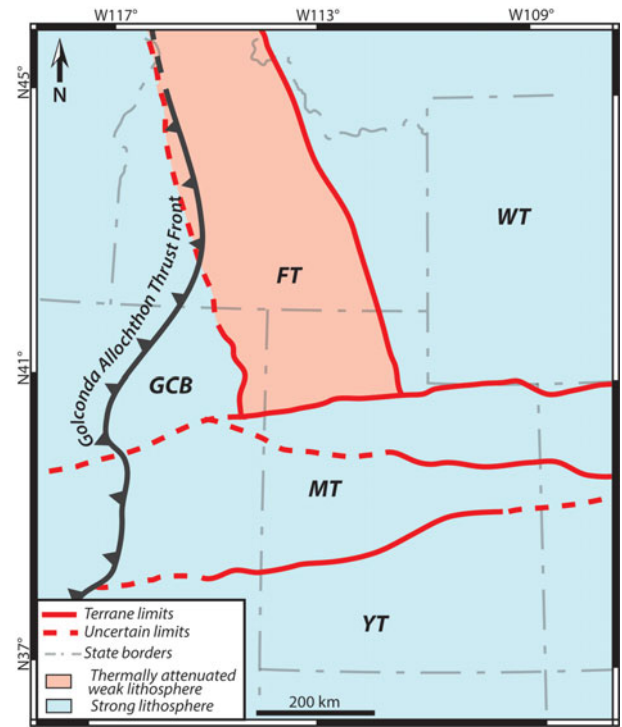 W117° W113° W109°
N45°
N
WT
Golconda Allochthon Thrust Front
FT
N41°
GCB
MT
N37°
YT
Terrane limits
Uncertain limits
State borders
Thermally attenuated
weak lithosphere
Strong lithosphere
200 km